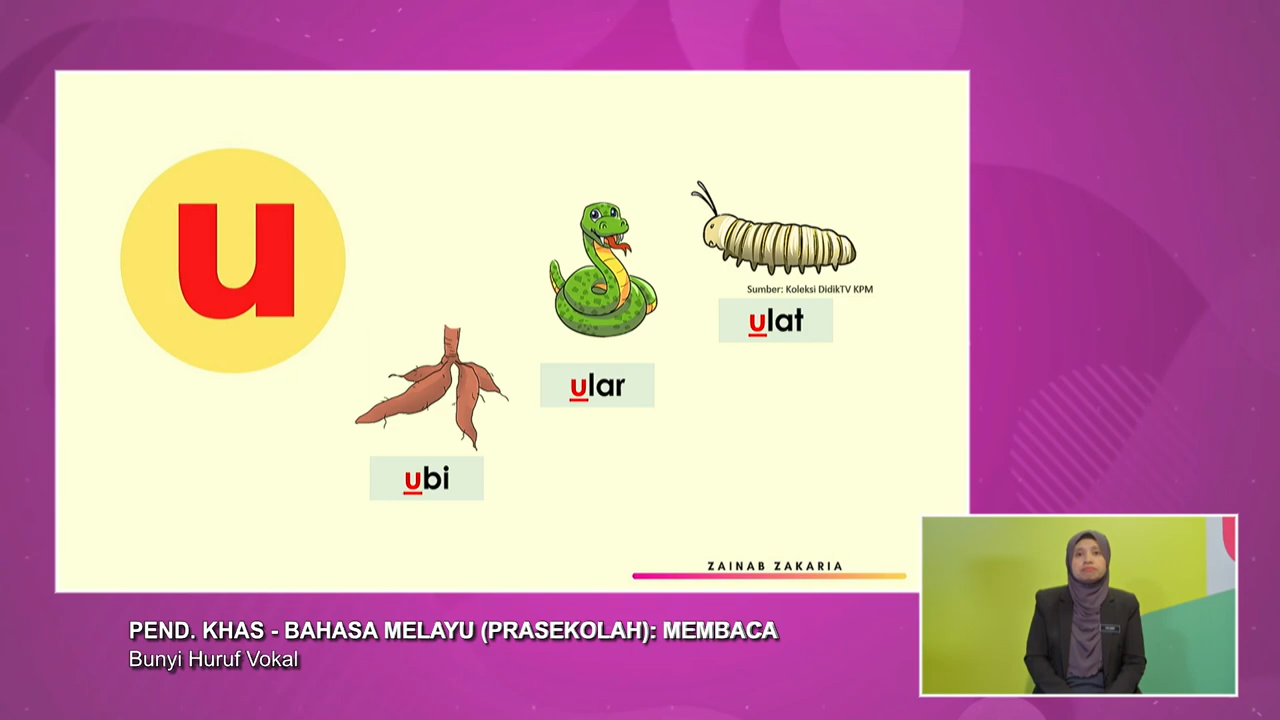 u
Sumber: Koleksi DidikTV KPM
ulat
ular
ubi
ZAINAB ZAKARIA
PEND. KHAS - BAHASA MELAYU (PRASEKOLAH): MEMBACA
Bunyi Huruf Vokal